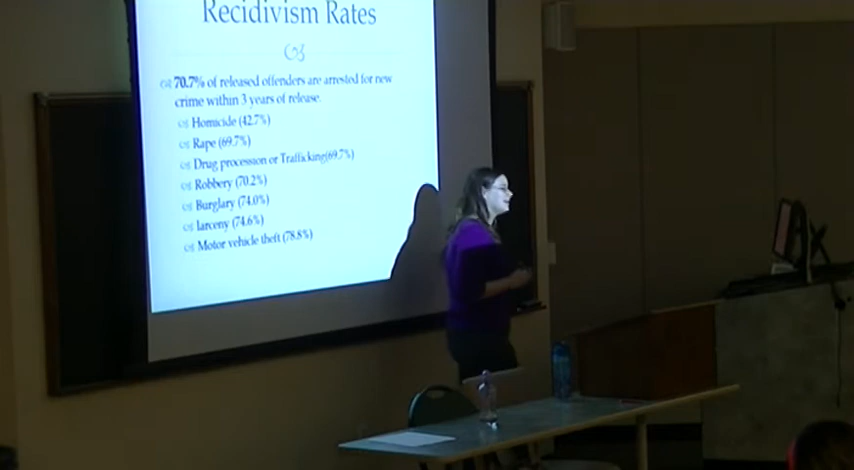 Recidivism Rates
70.7% of released offenders are arrested for new
crime within 3 years of release.
Homicide (42.7%)
Rape (69.7%)
Drug procession or Trafficking(69.7%)
Robbery (70.2%)
Burglary (74.0%)
larceny (74.6%)
Motor vehicle theft (78.8%)